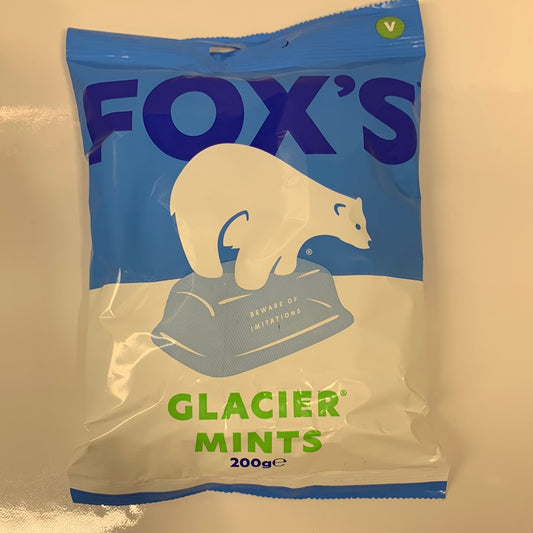 V
FOX'S
®
BEWARE OF
IMITATIONS
GLACIER®
MINTS
200g℮